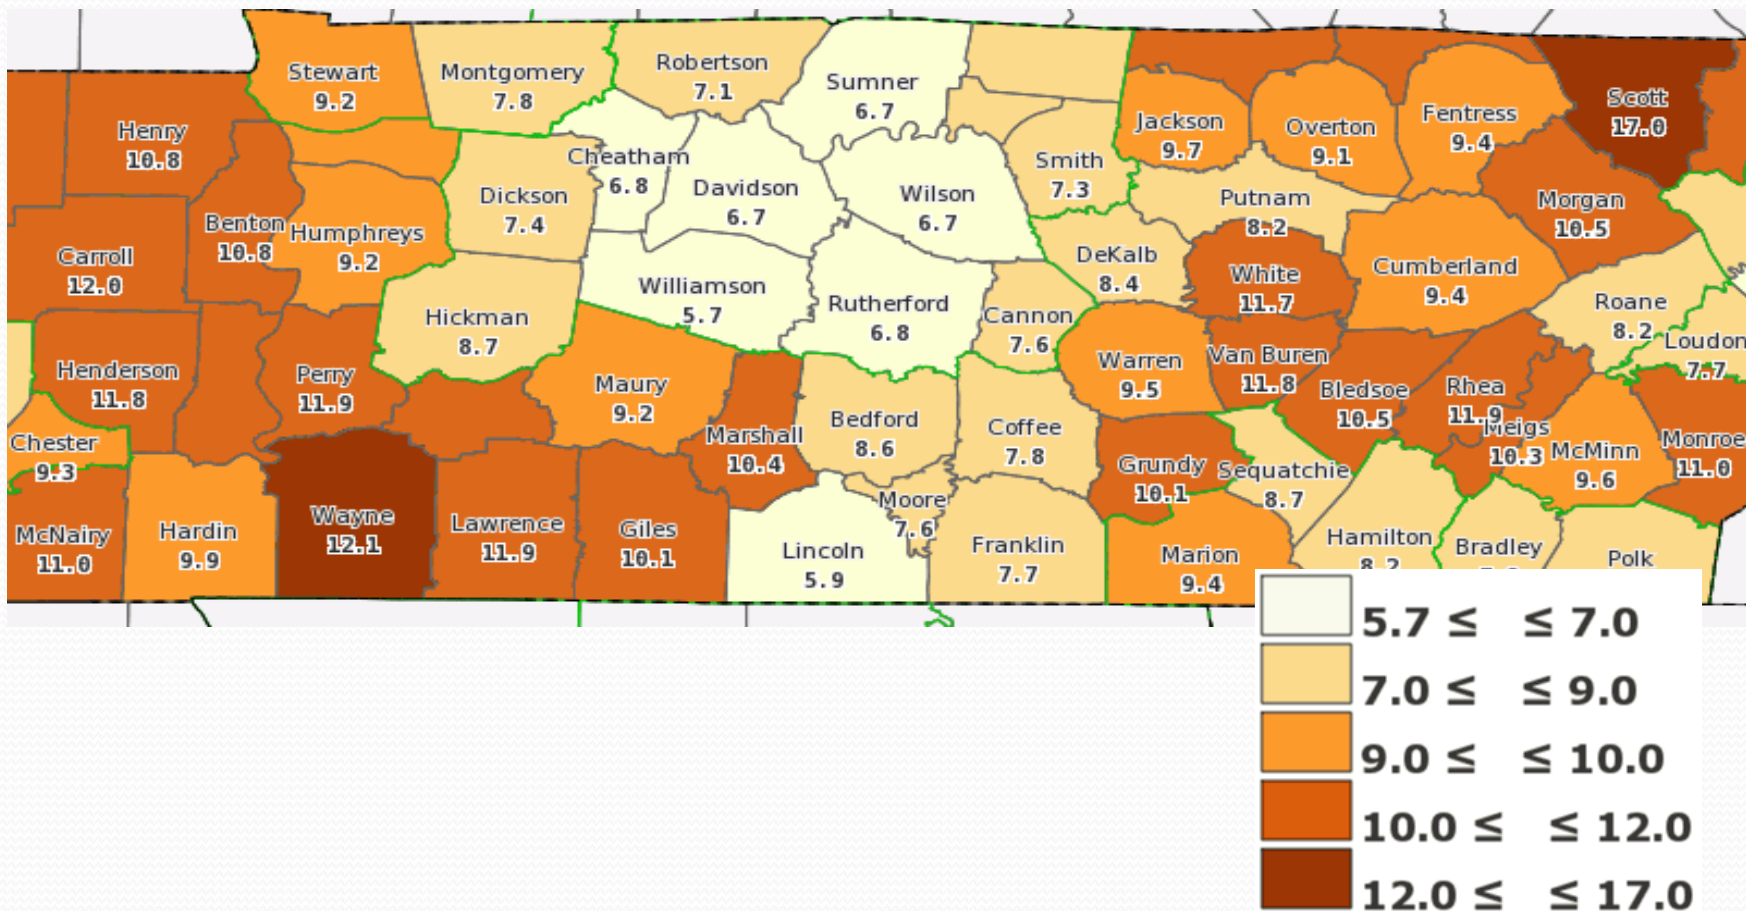 Stewart
9.2
Montgomery
7.8
Robertson
7.1
Sumner
6.7
Henry
10.8
Jackson
9.7
Overton
9.1
Fentress
9.4
Scott
17.0
Cheatham
6.8
Dickson
7.4
Davidson
6.7
Wilson
6.7
Smith
7.3
Putnam
8.2
Morgan
10.5
Benton
10.8
Humphreys
9.2
Carroll
12.0
Williamson
5.7
Rutherford
6.8
DeKalb
8.4
White
11.7
Cumberland
9.4
Roane
8.2
Loudon
7.7
Hickman
8.7
Cannon
7.6
Henderson
11.8
Perry
11.9
Maury
9.2
Warren
9.5
Van Buren
11.8
Bledsoe
10.5
Rhea
11.9
Meigs
10.3
McMinn
9.6
Monroe
11.0
Chester
9.3
Marshall
10.4
Bedford
8.6
Coffee
7.8
Grundy
10.1
Sequatchie
8.7
McNairy
11.0
Hardin
9.9
Wayne
12.1
Lawrence
11.9
Giles
10.1
Lincoln
5.9
Moore
7.6
Franklin
7.7
Marion
9.4
Hamilton
8.2
Bradley
Polk
5.7 ≤ ≤ 7.0
7.0 ≤ ≤ 9.0
9.0 ≤ ≤ 10.0
10.0 ≤ ≤ 12.0
12.0 ≤ ≤ 17.0